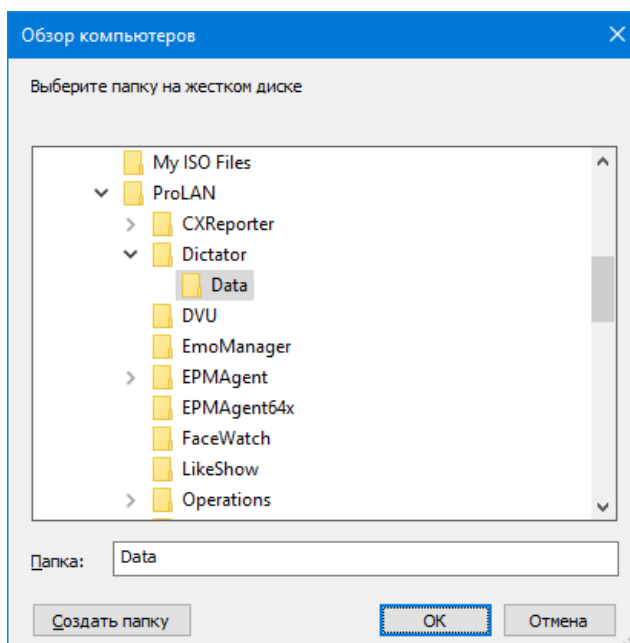 Обзор компьютеров
Выберите папку на жестком диске
My ISO Files
ProLAN
CXReporter
Dictator
Data
DVU
EmoManager
EPMAgent
EPMAgent64x
FaceWatch
LikeShow
Operations
Папка: Data
Создать папку OK Отмена